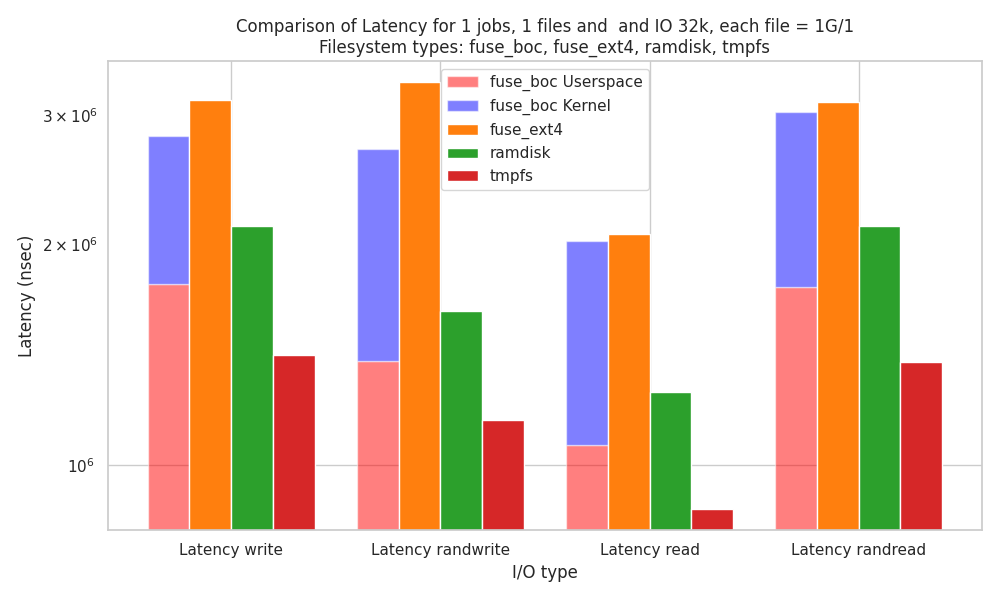 Comparison of Latency for 1 jobs, 1 files and  and IO 32k, each file = 1G/1
Filesystem types: fuse_boc, fuse_ext4, ramdisk, tmpfs
fuse_boc Userspace
fuse_boc Kernel
fuse_ext4
ramdisk
tmpfs
Latency (nsec)
3 × 10⁶
2 × 10⁶
10⁶
Latency write
Latency randwrite
Latency read
Latency randread
I/O type